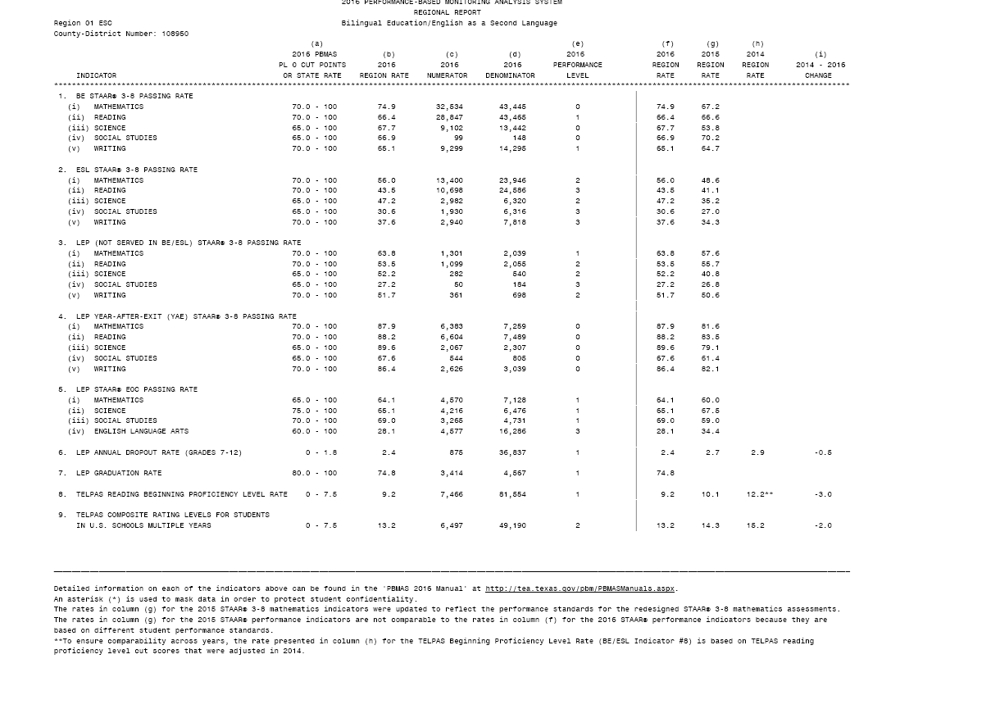 2016 PERFORMANCE-BASED MONITORING ANALYSIS SYSTEM
REGIONAL REPORT
Region 01 ESC Bilingual Education/English as a Second Language
County-District Number: 108950
(a) (e) (f) (g) (h)
2016 PBMAS (b) (c) (d) 2016 2016 2015 2014 (i)
PL 0 CUT POINTS 2016 2016 2016 PERFORMANCE REGION REGION REGION 2014 - 2016
INDICATOR OR STATE RATE REGION RATE NUMERATOR DENOMINATOR LEVEL RATE RATE RATE CHANGE
1. BE STAAR® 3-8 PASSING RATE
(i) MATHEMATICS 70.0 - 100 74.9 32,534 43,445 0 74.9 67.2
(ii) READING 70.0 - 100 66.4 28,847 43,465 1 66.4 66.6
(iii) SCIENCE 65.0 - 100 67.7 9,102 13,442 0 67.7 53.8
(iv) SOCIAL STUDIES 65.0 - 100 66.9 99 148 0 66.9 70.2
(v) WRITING 70.0 - 100 65.1 9,299 14,295 1 65.1 64.7
2. ESL STAAR® 3-8 PASSING RATE
(i) MATHEMATICS 70.0 - 100 56.0 13,400 23,946 2 56.0 48.6
(ii) READING 70.0 - 100 43.5 10,698 24,586 3 43.5 41.1
(iii) SCIENCE 65.0 - 100 47.2 2,982 6,320 2 47.2 35.2
(iv) SOCIAL STUDIES 65.0 - 100 30.6 1,930 6,316 3 30.6 27.0
(v) WRITING 70.0 - 100 37.6 2,940 7,818 3 37.6 34.3
3. LEP (NOT SERVED IN BE/ESL) STAAR® 3-8 PASSING RATE
(i) MATHEMATICS 70.0 - 100 63.8 1,301 2,039 1 63.8 57.6
(ii) READING 70.0 - 100 53.5 1,099 2,055 2 53.5 55.7
(iii) SCIENCE 65.0 - 100 52.2 282 540 2 52.2 40.8
(iv) SOCIAL STUDIES 65.0 - 100 27.2 50 184 3 27.2 26.8
(v) WRITING 70.0 - 100 51.7 361 698 2 51.7 50.6
4. LEP YEAR-AFTER-EXIT (YAE) STAAR® 3-8 PASSING RATE
(i) MATHEMATICS 70.0 - 100 87.9 6,383 7,259 0 87.9 81.6
(ii) READING 70.0 - 100 88.2 6,604 7,489 0 88.2 83.5
(iii) SCIENCE 65.0 - 100 89.6 2,067 2,307 0 89.6 79.1
(iv) SOCIAL STUDIES 65.0 - 100 67.6 544 805 0 67.6 61.4
(v) WRITING 70.0 - 100 86.4 2,626 3,039 0 86.4 82.1
5. LEP STAAR® EOC PASSING RATE
(i) MATHEMATICS 65.0 - 100 64.1 4,570 7,128 1 64.1 60.0
(ii) SCIENCE 75.0 - 100 65.1 4,216 6,476 1 65.1 67.5
(iii) SOCIAL STUDIES 70.0 - 100 69.0 3,265 4,731 1 69.0 59.0
(iv) ENGLISH LANGUAGE ARTS 60.0 - 100 28.1 4,577 16,286 3 28.1 34.4
6. LEP ANNUAL DROPOUT RATE (GRADES 7-12) 0 - 1.8 2.4 875 36,837 1 2.4 2.7 2.9 -0.5
7. LEP GRADUATION RATE 80.0 - 100 74.8 3,414 4,567 1 74.8
8. TELPAS READING BEGINNING PROFICIENCY LEVEL RATE 0 - 7.5 9.2 7,466 81,554 1 9.2 10.1 12.2** -3.0
9. TELPAS COMPOSITE RATING LEVELS FOR STUDENTS
IN U.S. SCHOOLS MULTIPLE YEARS 0 - 7.5 13.2 6,497 49,190 2 13.2 14.3 15.2 -2.0
Detailed information on each of the indicators above can be found in the 'PBMAS 2016 Manual' at http://tea.texas.gov/pbm/PBMASManuals.aspx.
An asterisk (*) is used to mask data in order to protect student confidentiality.
The rates in column (g) for the 2015 STAAR® 3-8 mathematics indicators were updated to reflect the performance standards for the redesigned STAAR® 3-8 mathematics assessments.
The rates in column (g) for the 2015 STAAR® performance indicators are not comparable to the rates in column (f) for the 2016 STAAR® performance indicators because they are
based on different student performance standards.
**To ensure comparability across years, the rate presented in column (h) for the TELPAS Beginning Proficiency Level Rate (BE/ESL Indicator #8) is based on TELPAS reading
proficiency level cut scores that were adjusted in 2014.